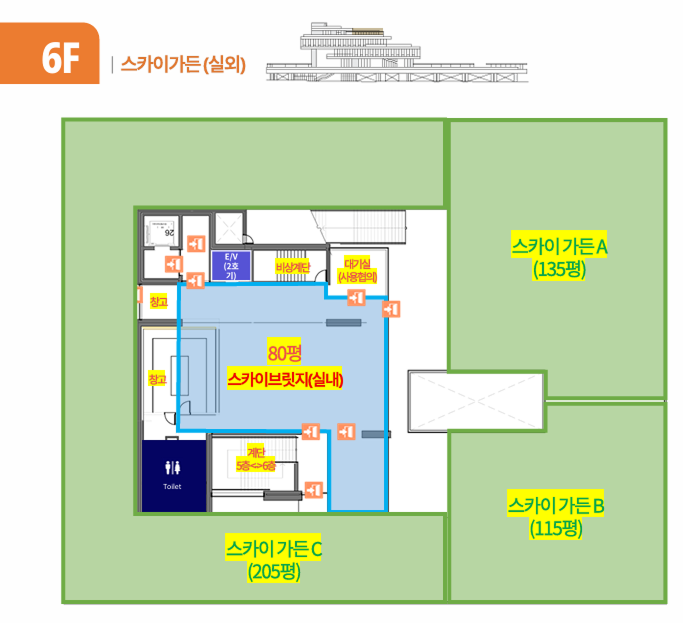 6F
스카이가든 (실외)
스카이 가든 A
(135평)
26
E/V
(2호
기)
비상계단
대기실
(사용협의)
창고
80평
스카이브릿지(실내)
창고
계단
5층<=>6층
Toilet
스카이 가든 B
(115평)
스카이 가든 C
(205평)